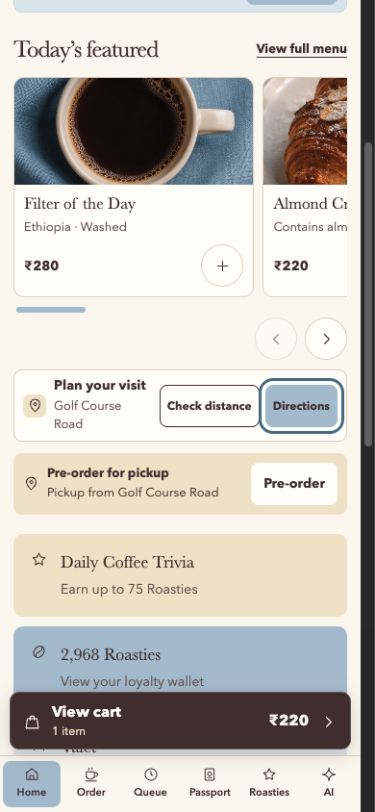 Today's featured
View full menu
Filter of the Day
Ethiopia · Washed
₹280
Almond Cr
Contains alm
₹220
Plan your visit
Golf Course
Road
Check distance
Directions
Pre-order for pickup
Pickup from Golf Course Road
Pre-order
Daily Coffee Trivia
Earn up to 75 Roasties
2,968 Roasties
View your loyalty wallet
View cart
1 item
₹220
Home
Order
Queue
Passport
Roasties
AI